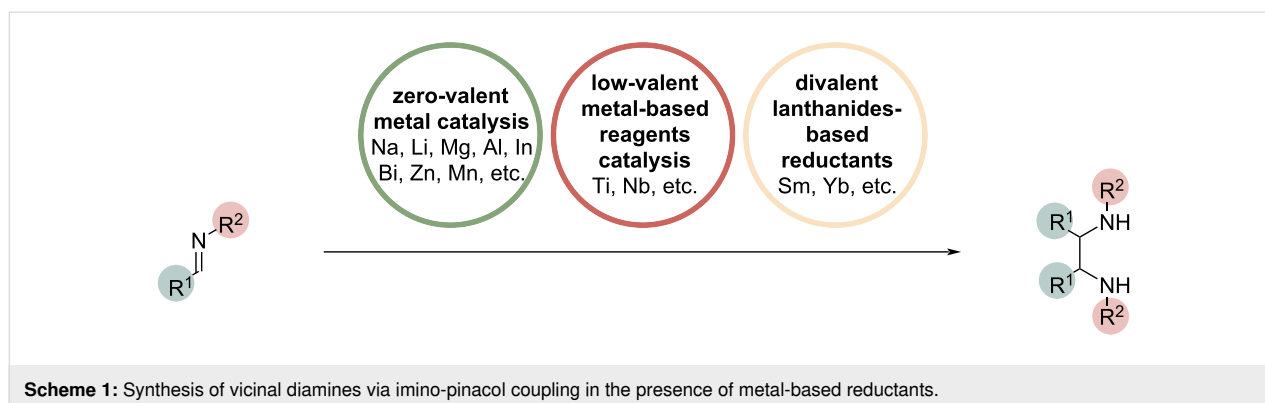 zero-valent
metal catalysis
Na, Li, Mg, Al, In
Bi, Zn, Mn, etc.
low-valent
metal-based
reagents
catalysis
Ti, Nb, etc.
divalent
lanthanides-
based
reductants
Sm, Yb, etc.
N
R²
R¹
R²
R¹
NH
R¹
NH
R²
Scheme 1: Synthesis of vicinal diamines via imino-pinacol coupling in the presence of metal-based reductants.